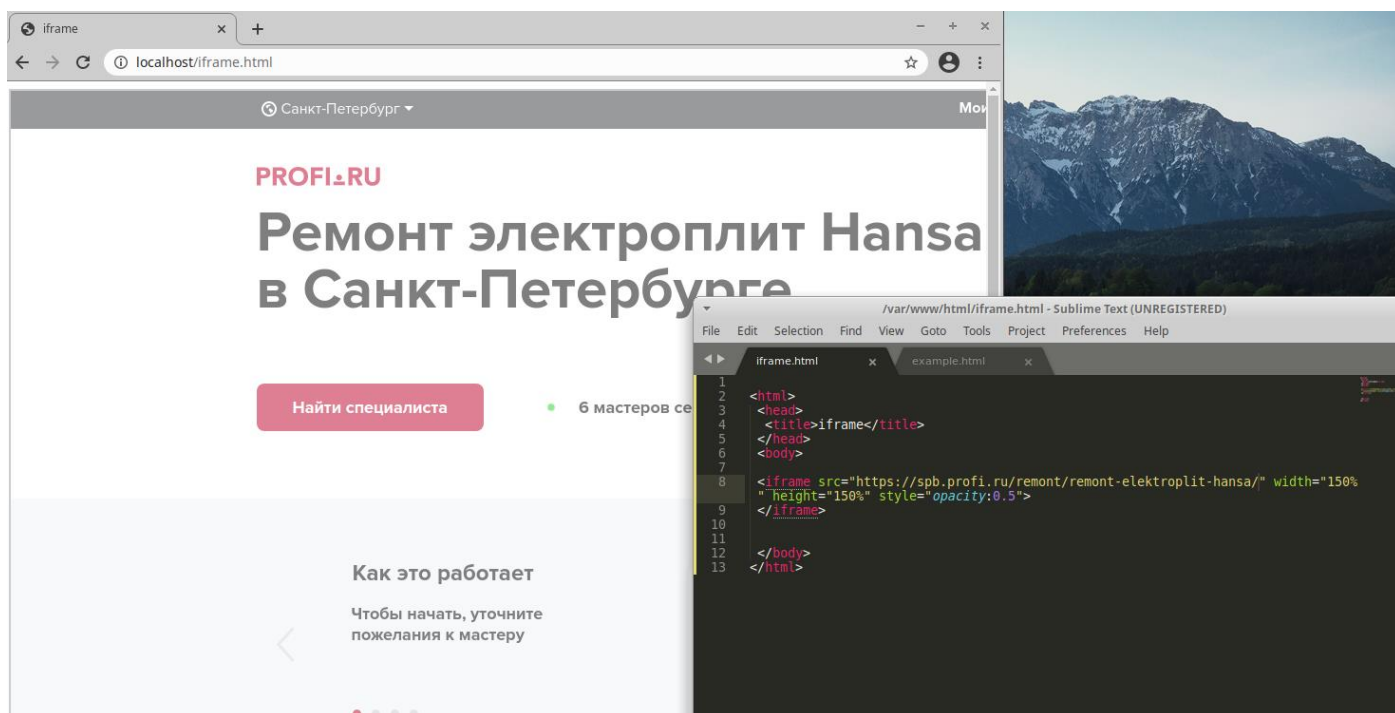 iframe
localhost/iframe.html
Санкт-Петербург
Мои
PROFI.RU
Ремонт электроплит Hansa
в Санкт-Петербурге
Найти специалиста
6 мастеров се
Как это работает
Чтобы начать, уточните
пожелания к мастеру
/var/www/html/iframe.html - Sublime Text (UNREGISTERED)
File Edit Selection Find View Goto Tools Project Preferences Help
iframe.html example.html
1
2 <html>
3 <head>
4 <title>iframe</title>
5 </head>
6 <body>
7
8 <iframe src="https://spb.profi.ru/remont/remont-elektroplit-hansa/" width="150%
" height="150%" style="opacity:0.5">
9 </iframe>
10
11
12 </body>
13 </html>